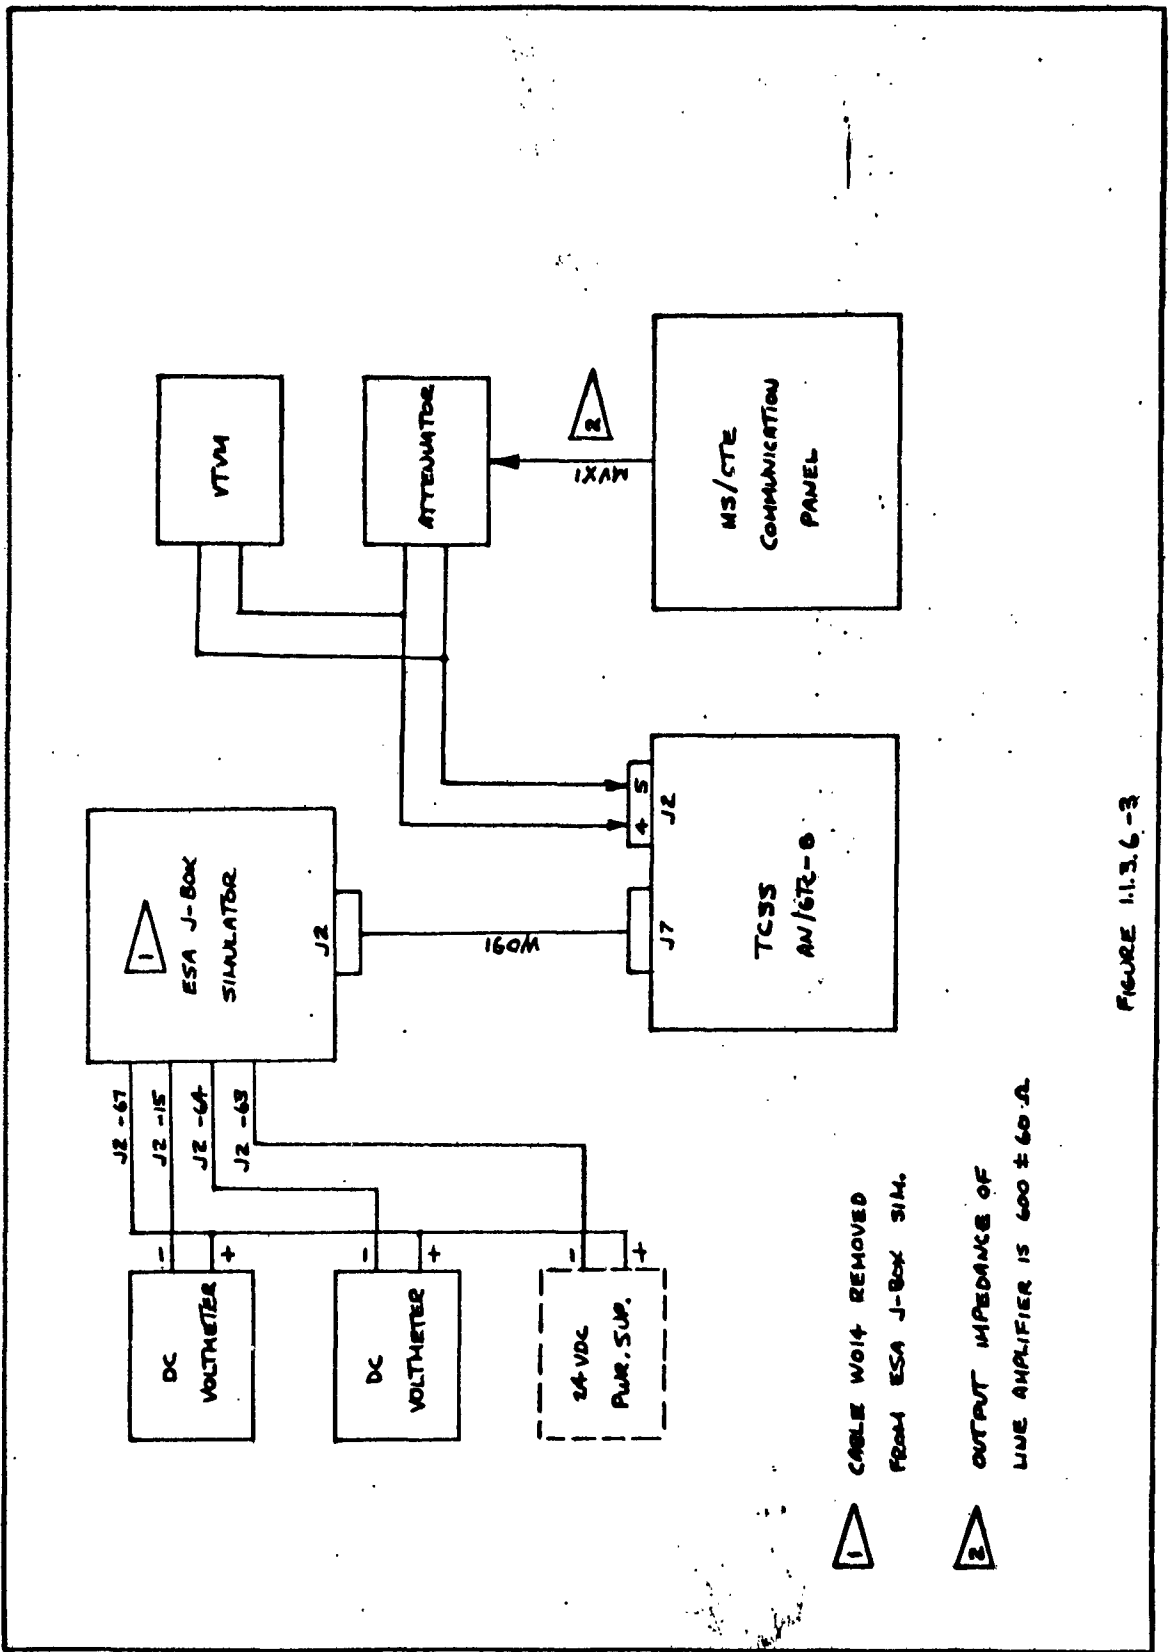 DC
VOLTMETER
-
+
DC
VOLTMETER
-
+
24 VDC
PWR. SUP.
-
+
J2 -67
J2 -15
J2 -64
J2 -63
1
ESA J-BOX
SIMULATOR
J2
W091
J7
J2
4
5
TCSS
AN/GTC-8
VTVM
ATTENUATOR
MVX1
2
MS/CTE
COMMUNICATION
PANEL
1
CABLE W014 REMOVED
FROM ESA J-BOX SIM.
2
OUTPUT IMPEDANCE OF
LINE AMPLIFIER IS 600 ± 60 Ω
FIGURE 1.1.3.6-3